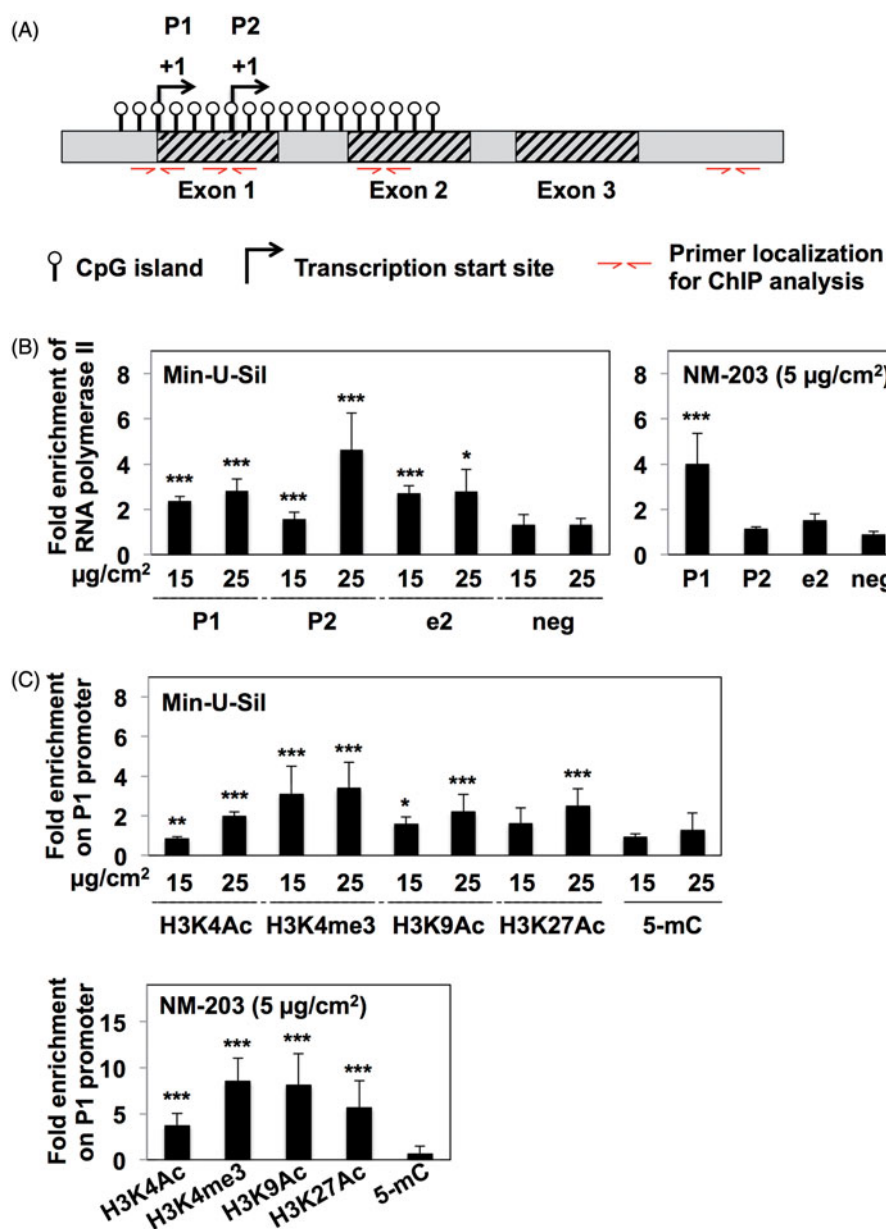 (A)
P1 P2
+1 +1
Exon 1 Exon 2 Exon 3
CpG island
Transcription start site
Primer localization
for ChIP analysis
(B)
Fold enrichment of
RNA polymerase II
Min-U-Sil
8
6
4
2
0
*** *** *** *** *** *
µg/cm² 15 25 15 25 15 25 15 25
P1 P2 e2 neg
NM-203 (5 µg/cm²)
8
6
4
2
0
***
P1 P2 e2 neg
(C)
Fold enrichment
on P1 promoter
Min-U-Sil
8
6
4
2
0
** *** *** *** * *** ***
µg/cm² 15 25 15 25 15 25 15 25 15 25
H3K4Ac H3K4me3 H3K9Ac H3K27Ac 5-mC
Fold enrichment
on P1 promoter
NM-203 (5 µg/cm²)
15
10
5
0
*** *** *** ***
H3K4Ac
H3K4me3
H3K9Ac
H3K27Ac
5-mC